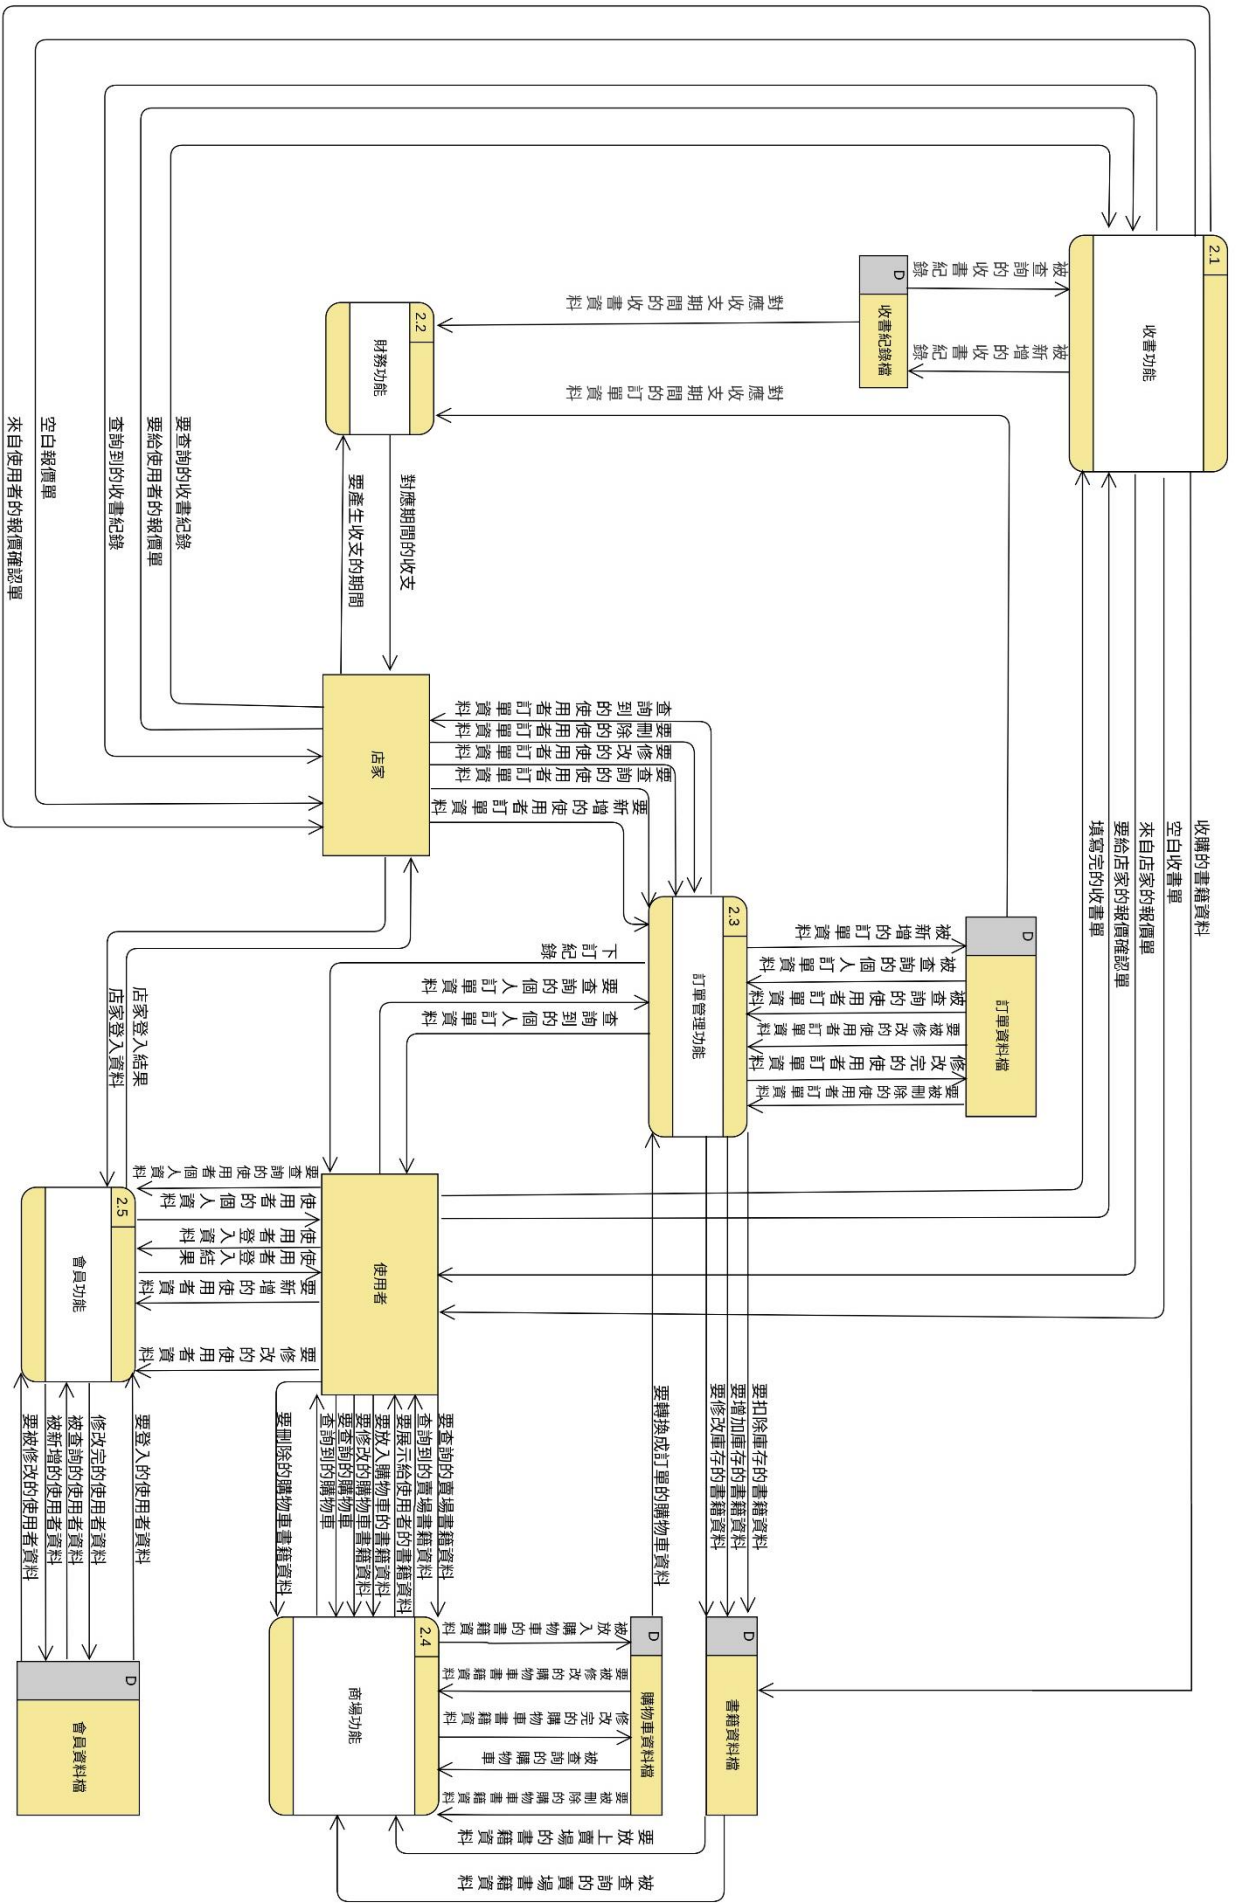 2.1
收書功能
D
收書紀錄檔
被查詢的收書紀錄
被新增的收書紀錄
對應收支期間的收書資料
對應收支期間的訂單資料
2.2
財務功能
對應期間的收支
要產生收支的期間
要查詢的收書紀錄
要給使用者的報價單
查詢到的收書紀錄
空白報價單
來自使用者的報價確認單
店家
查詢到的使用者訂單資料
要刪除的使用者訂單資料
要修改的使用者訂單資料
要查詢的使用者訂單資料
要新增的使用者訂單資料
收購的書籍資料
空白收書單
來自店家的報價單
要給店家的報價確認單
填寫完的收書單
2.3
訂單管理功能
D
訂單資料檔
被新增的訂單資料
被查詢的個人訂單資料
被查詢的使用者訂單資料
要被修改的使用者訂單資料
修改完的使用者訂單資料
要被刪除的使用者訂單資料
下訂紀錄
要查詢的個人訂單資料
查詢到的個人訂單資料
店家登入結果
店家登入資料
要查詢的使用者個人資料
使用者的個人資料
使用者登入資料
使用者登入結果
要新增的使用者資料
要修改的使用者資料
2.5
會員功能
使用者
要扣除庫存的書籍資料
要增加庫存的書籍資料
要修改庫存的書籍資料
要轉換成訂單的購物車資料
要查詢的賣場書籍資料
查詢到的賣場書籍資料
要展示給使用者的書籍資料
要放入購物車的書籍資料
要修改的購物車書籍資料
要查詢的購物車
查詢到的購物車
要刪除的購物車書籍資料
要登入的使用者資料
修改完的使用者資料
被查詢的使用者資料
被新增的使用者資料
要被修改的使用者資料
D
會員資料檔
2.4
商場功能
D
購物車資料檔
D
書籍資料檔
被放入購物車的書籍資料
要被修改的購物車書籍資料
修改完的購物車書籍資料
被查詢的購物車
要被刪除的購物車書籍資料
要放上賣場的書籍資料
被查詢的賣場書籍資料